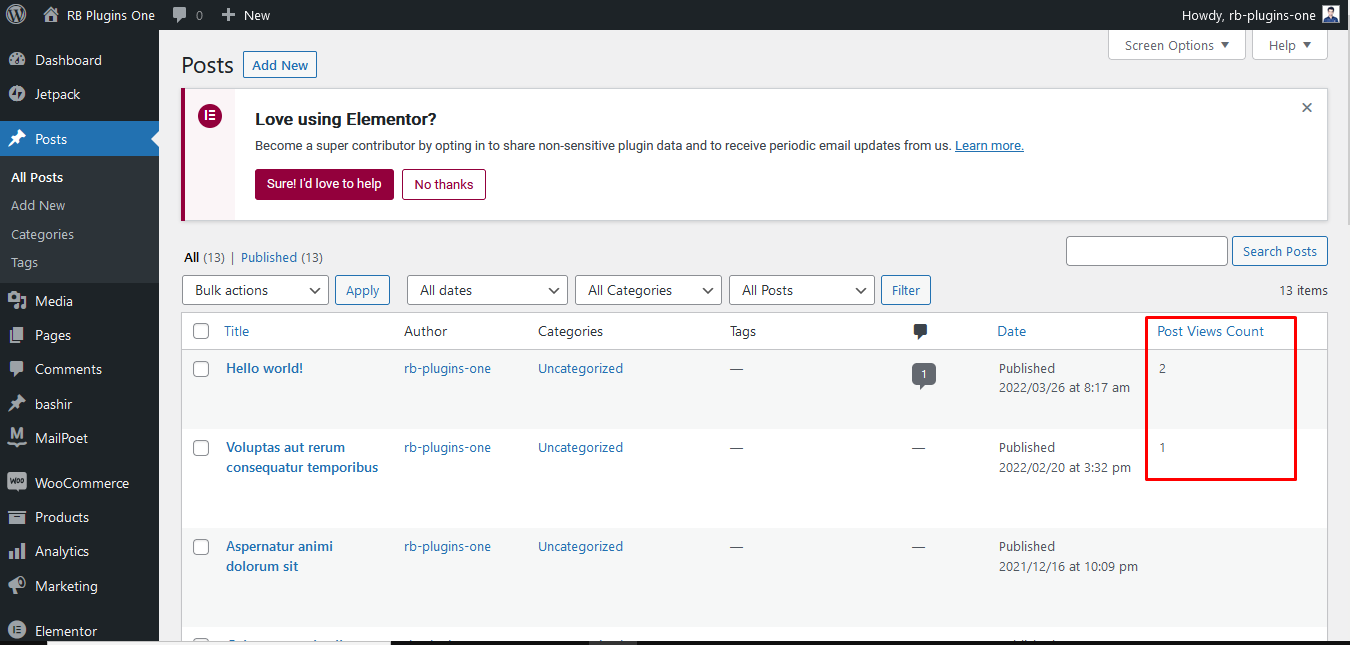 RB Plugins One 0 New Howdy, rb-plugins-one
Screen Options Help
Dashboard
Jetpack
Posts
All Posts
Add New
Categories
Tags
Media
Pages
Comments
bashir
MailPoet
WooCommerce
Products
Analytics
Marketing
Elementor
Posts Add New
Love using Elementor?
Become a super contributor by opting in to share non-sensitive plugin data and to receive periodic email updates from us. Learn more.
Sure! I'd love to help No thanks
All (13) | Published (13)
Search Posts
Bulk actions Apply All dates All Categories All Posts Filter 13 items
Title Author Categories Tags Date Post Views Count
Hello world! rb-plugins-one Uncategorized — 1 Published 2
2022/03/26 at 8:17 am
Voluptas aut rerum rb-plugins-one Uncategorized — — Published 1
consequatur temporibus 2022/02/20 at 3:32 pm
Aspernatur animi rb-plugins-one Uncategorized — — Published
dolorum sit 2021/12/16 at 10:09 pm